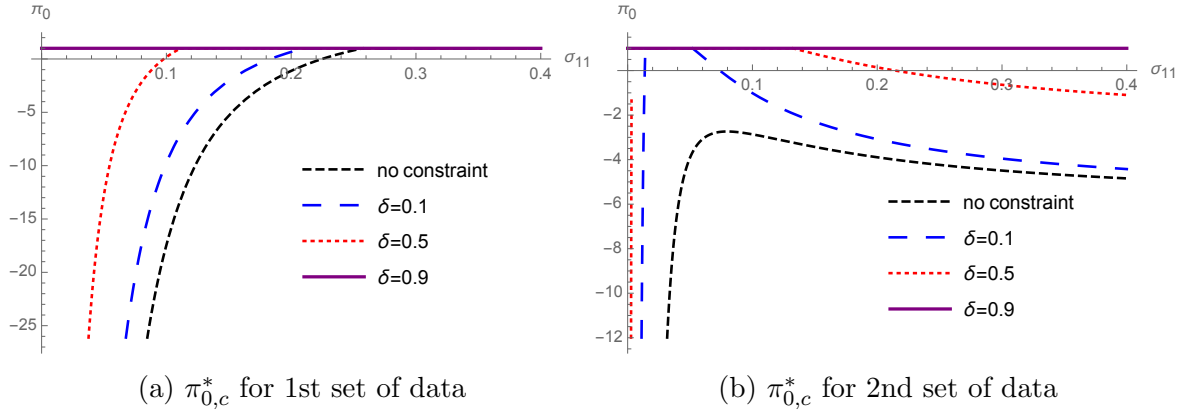 π₀
σ₁₁
0.1
0.2
0.3
0.4
−5
−10
−15
−20
−25
no constraint
δ=0.1
δ=0.5
δ=0.9
(a) π*₀,c for 1st set of data
π₀
σ₁₁
0.1
0.2
0.3
0.4
−2
−4
−6
−8
−10
−12
no constraint
δ=0.1
δ=0.5
δ=0.9
(b) π*₀,c for 2nd set of data